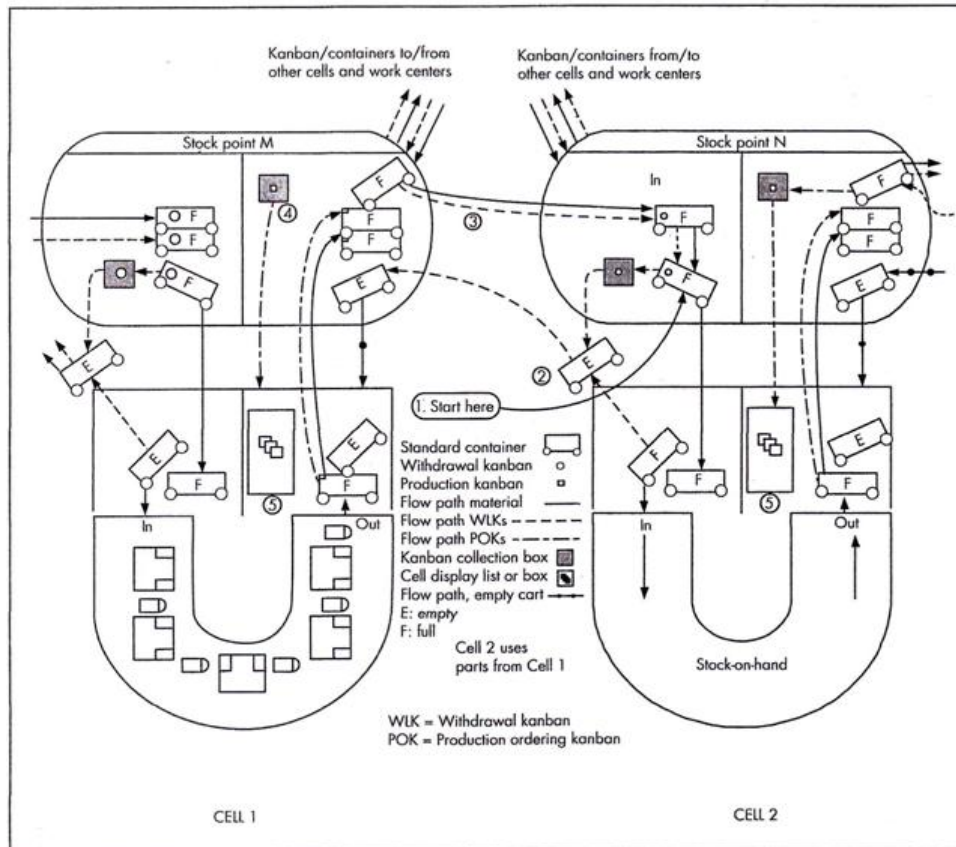 Kanban/containers to/from
other cells and work centers
Kanban/containers from/to
other cells and work centers
Stock point M
Stock point N
In
F
F
F
F
F
F
E
E
④
③
F
F
F
F
F
E
E
②
1. Start here
E
F
⑤
E
F
In
Out
Standard container
Withdrawal kanban
Production kanban
Flow path material
Flow path WLKs
Flow path POKs
Kanban collection box
Cell display list or box
Flow path, empty cart
E: empty
F: full
Cell 2 uses
parts from Cell 1
F
F
⑤
E
F
In
Out
Stock-on-hand
WLK = Withdrawal kanban
POK = Production ordering kanban
CELL 1
CELL 2